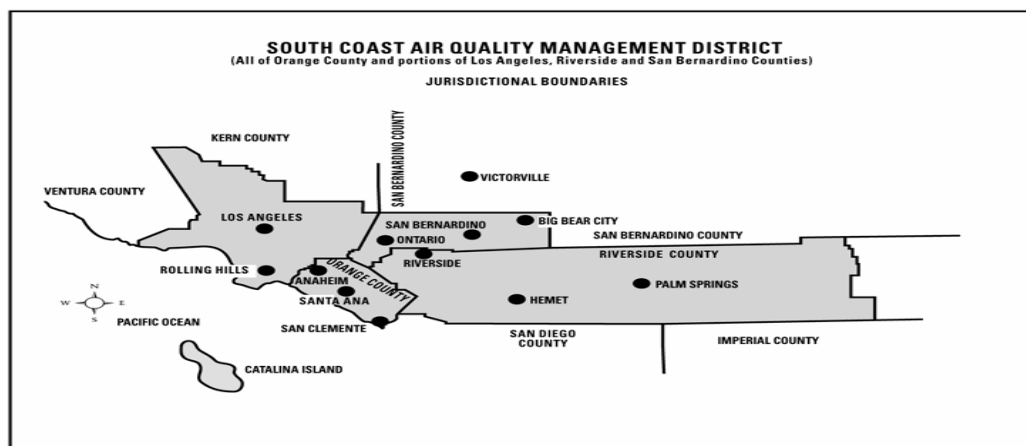 SOUTH COAST AIR QUALITY MANAGEMENT DISTRICT
(All of Orange County and portions of Los Angeles, Riverside and San Bernardino Counties)
JURISDICTIONAL BOUNDARIES
KERN COUNTY
SAN BERNARDINO COUNTY
VICTORVILLE
VENTURA COUNTY
LOS ANGELES
SAN BERNARDINO
BIG BEAR CITY
ONTARIO
SAN BERNARDINO COUNTY
RIVERSIDE COUNTY
RIVERSIDE
ORANGE COUNTY
ROLLING HILLS
ANAHEIM
PALM SPRINGS
SANTA ANA
HEMET
N
W
E
S
PACIFIC OCEAN
SAN CLEMENTE
SAN DIEGO
COUNTY
IMPERIAL COUNTY
CATALINA ISLAND